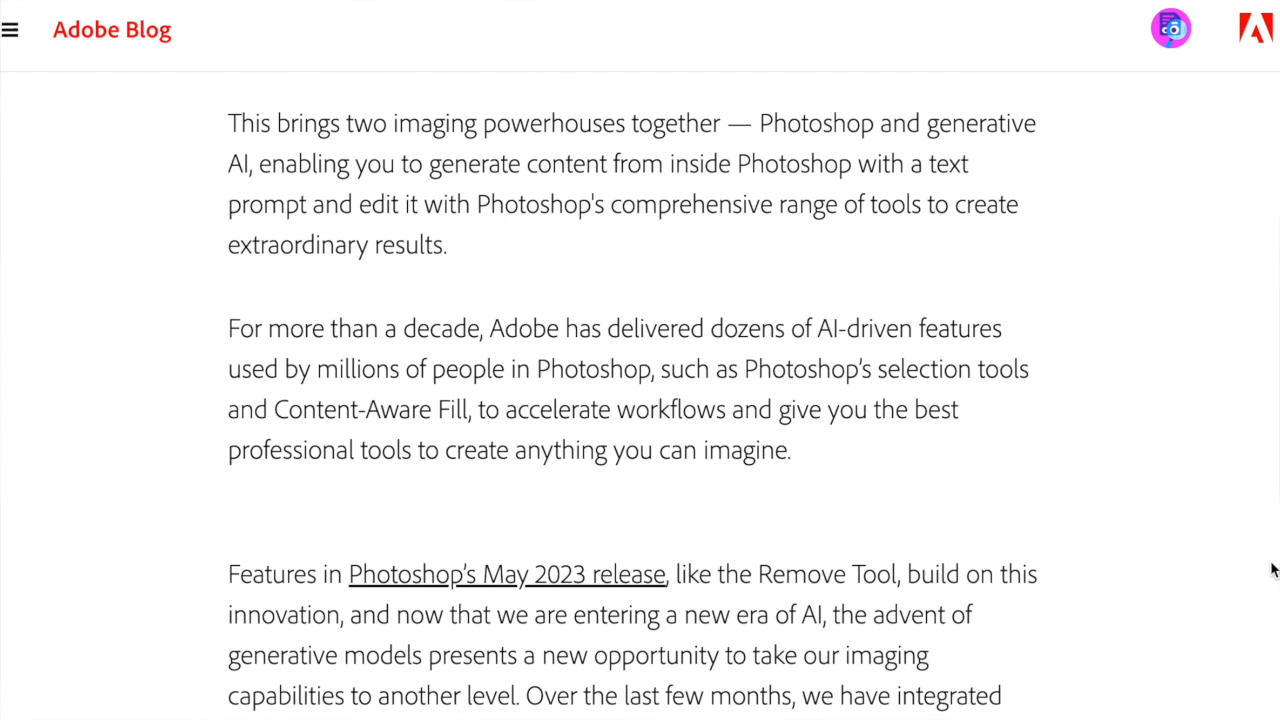 Adobe Blog
This brings two imaging powerhouses together — Photoshop and generative
AI, enabling you to generate content from inside Photoshop with a text
prompt and edit it with Photoshop's comprehensive range of tools to create
extraordinary results.
For more than a decade, Adobe has delivered dozens of AI-driven features
used by millions of people in Photoshop, such as Photoshop’s selection tools
and Content-Aware Fill, to accelerate workflows and give you the best
professional tools to create anything you can imagine.
Features in Photoshop’s May 2023 release, like the Remove Tool, build on this
innovation, and now that we are entering a new era of AI, the advent of
generative models presents a new opportunity to take our imaging
capabilities to another level. Over the last few months, we have integrated